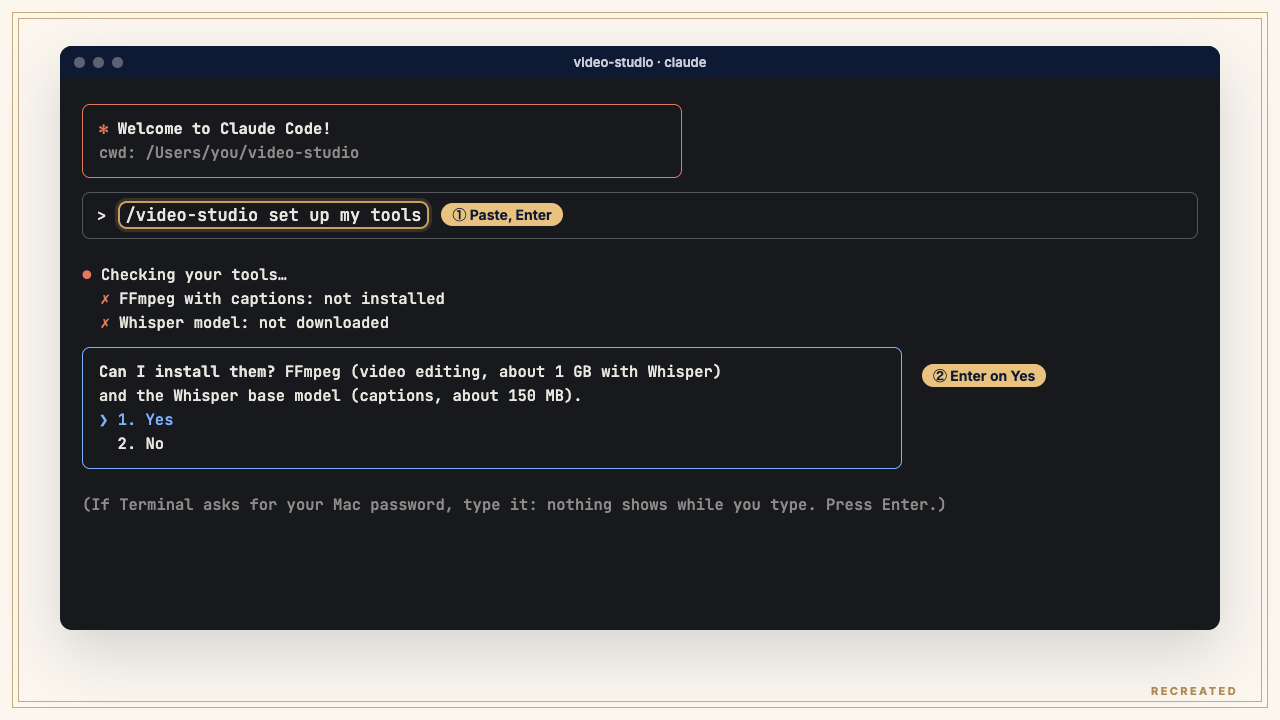 video-studio · claude
✻ Welcome to Claude Code!
cwd: /Users/you/video-studio
> /video-studio set up my tools ① Paste, Enter
● Checking your tools…
✗ FFmpeg with captions: not installed
✗ Whisper model: not downloaded
Can I install them? FFmpeg (video editing, about 1 GB with Whisper)
and the Whisper base model (captions, about 150 MB).
② Enter on Yes
❯ 1. Yes
2. No
(If Terminal asks for your Mac password, type it: nothing shows while you type. Press Enter.)
RECREATED